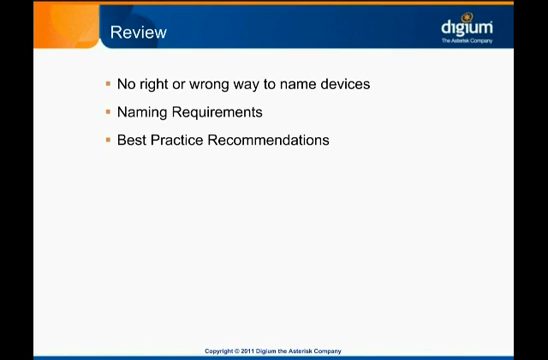 Review
digium
The Asterisk Company
No right or wrong way to name devices
Naming Requirements
Best Practice Recommendations
Copyright © 2011 Digium the Asterisk Company